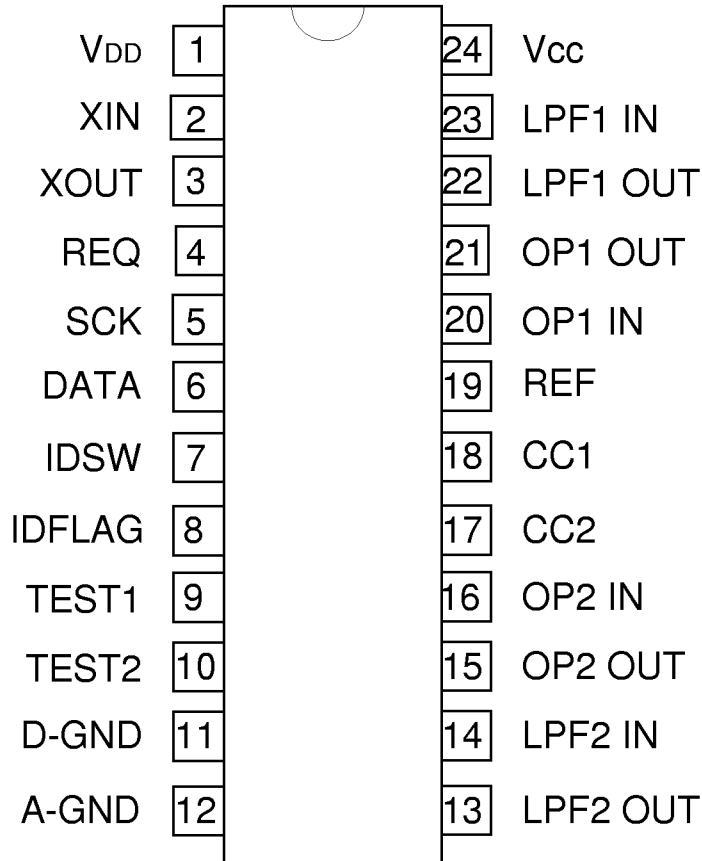 VDD 1 24 Vcc
XIN 2 23 LPF1 IN
XOUT 3 22 LPF1 OUT
REQ 4 21 OP1 OUT
SCK 5 20 OP1 IN
DATA 6 19 REF
IDSW 7 18 CC1
IDFLAG 8 17 CC2
TEST1 9 16 OP2 IN
TEST2 10 15 OP2 OUT
D-GND 11 14 LPF2 IN
A-GND 12 13 LPF2 OUT